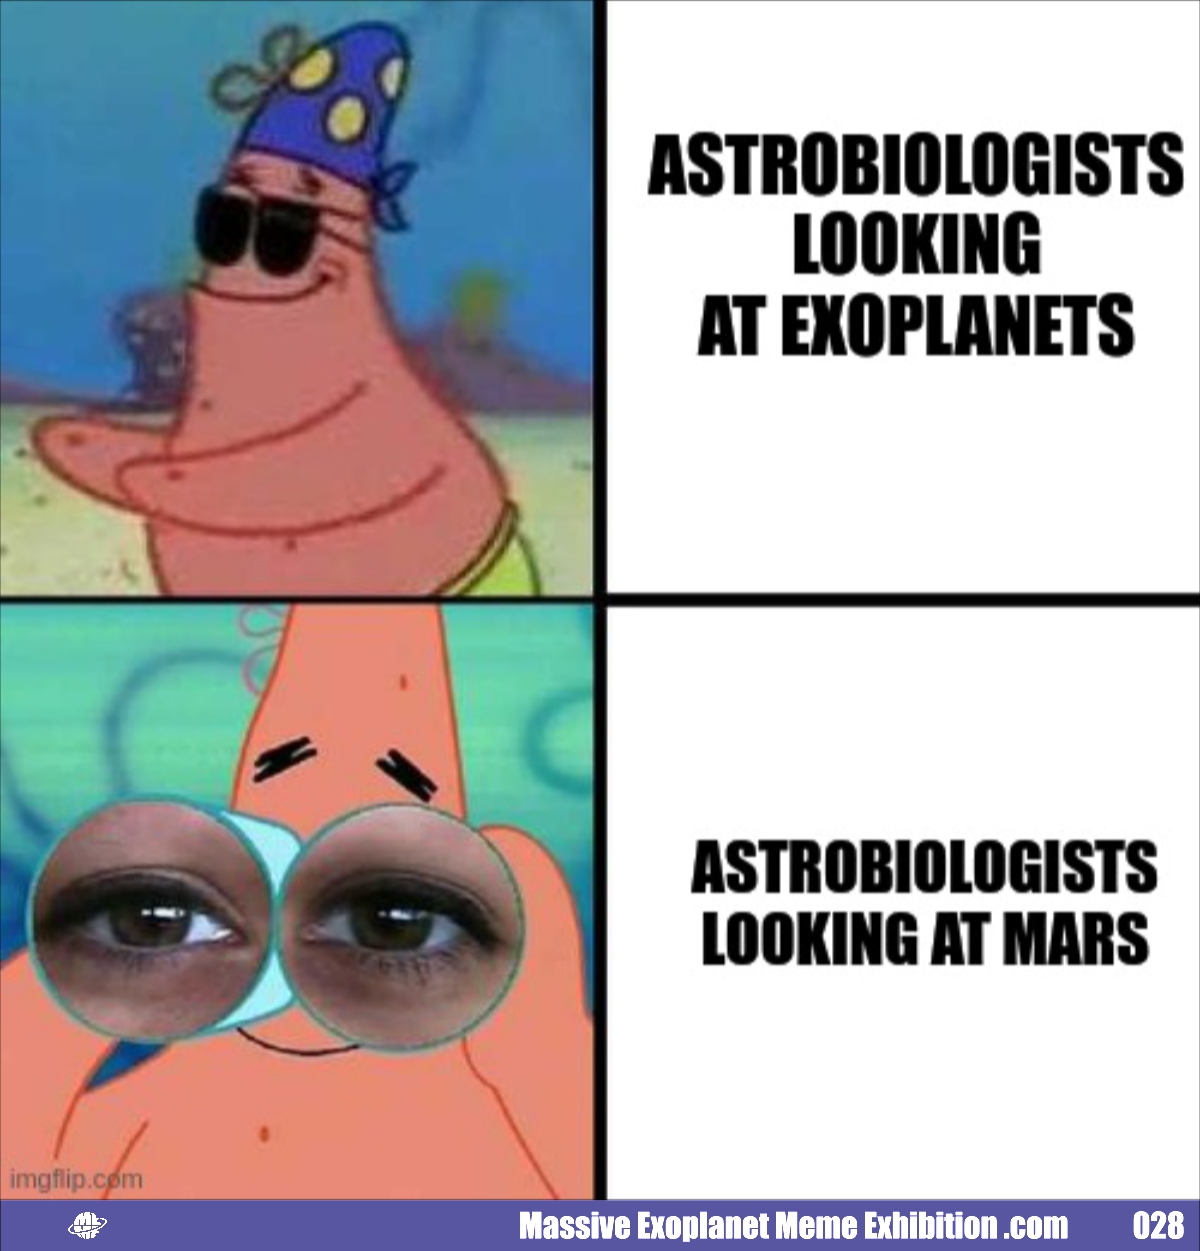 ASTROBIOLOGISTS
LOOKING
AT EXOPLANETS
ASTROBIOLOGISTS
LOOKING AT MARS
imgflip.com
Massive Exoplanet Meme Exhibition .com 028